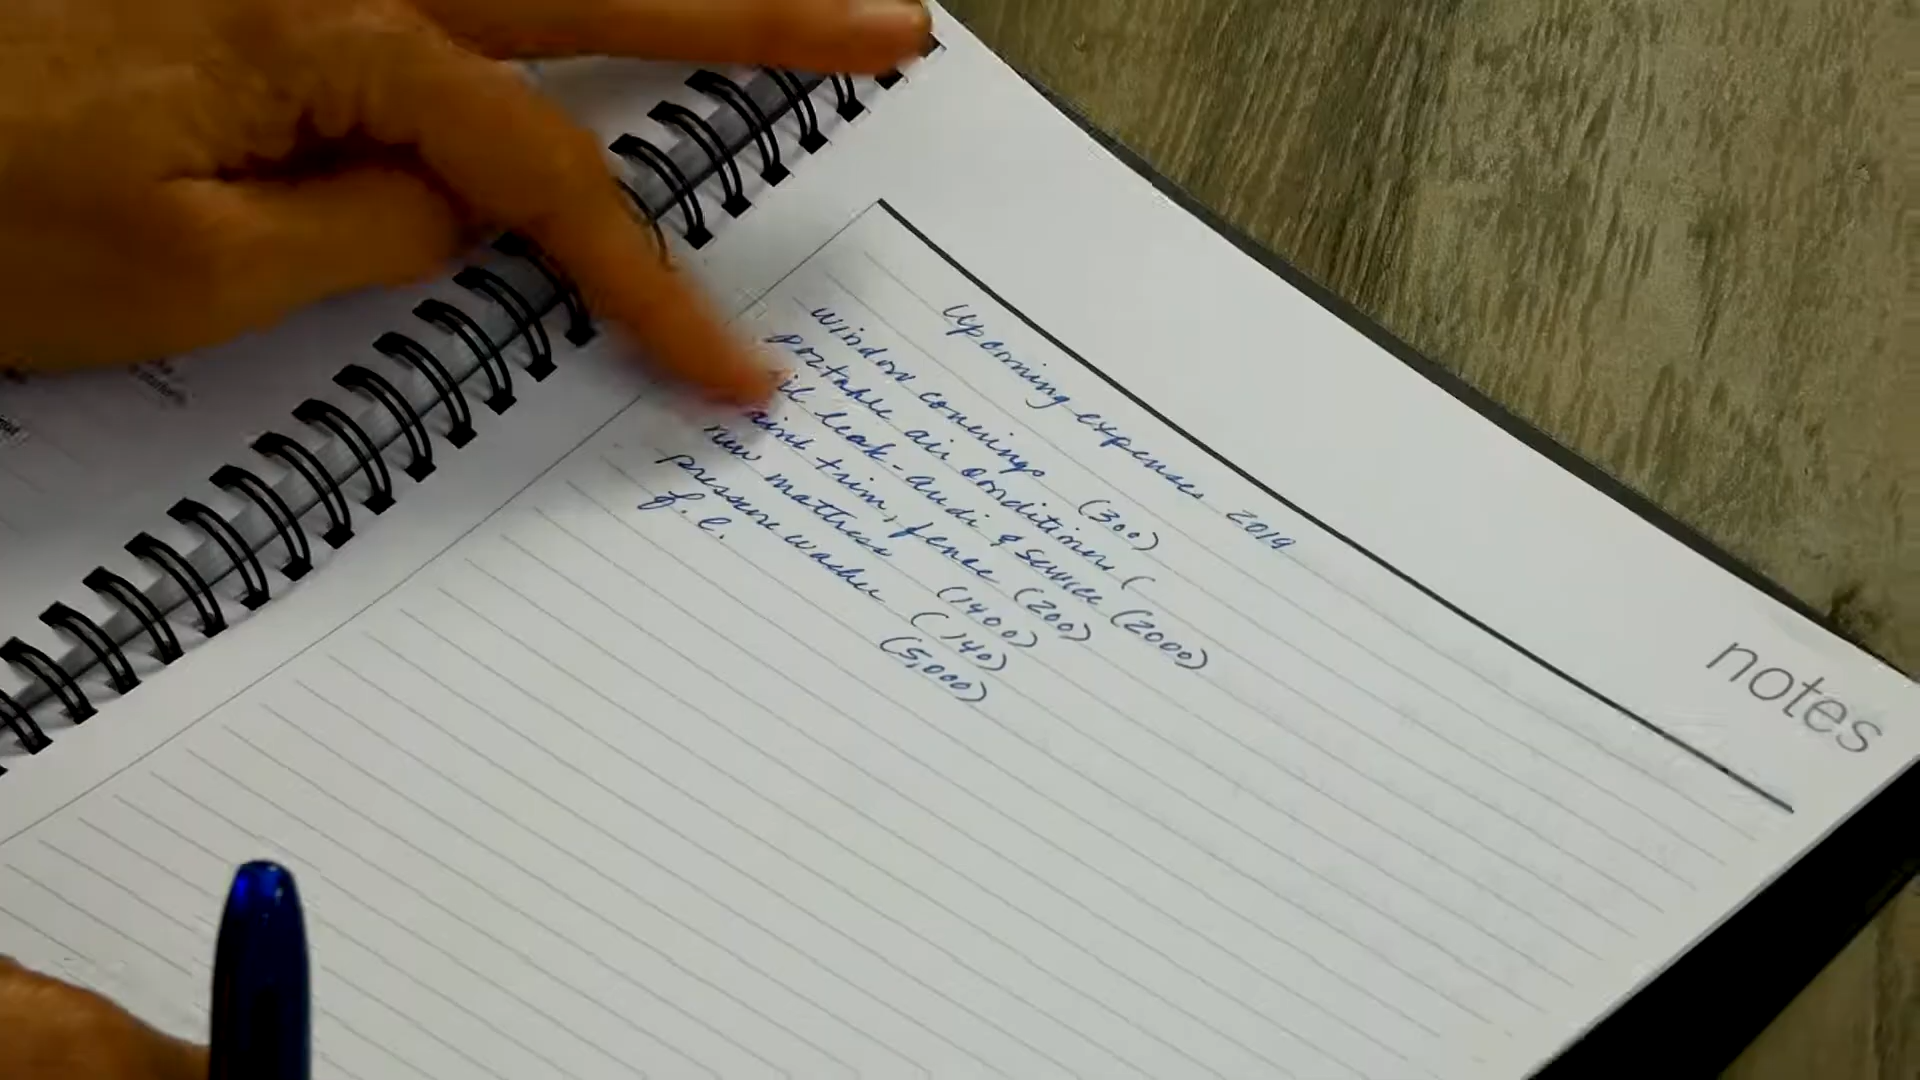 Upcoming expenses 2019
window coverings (300)
portable air conditioner (
oil leak - audi & service (2000)
paint trim, fence (200)
new mattress (1400)
pressure washer (140)
f. l. (5,000)
notes